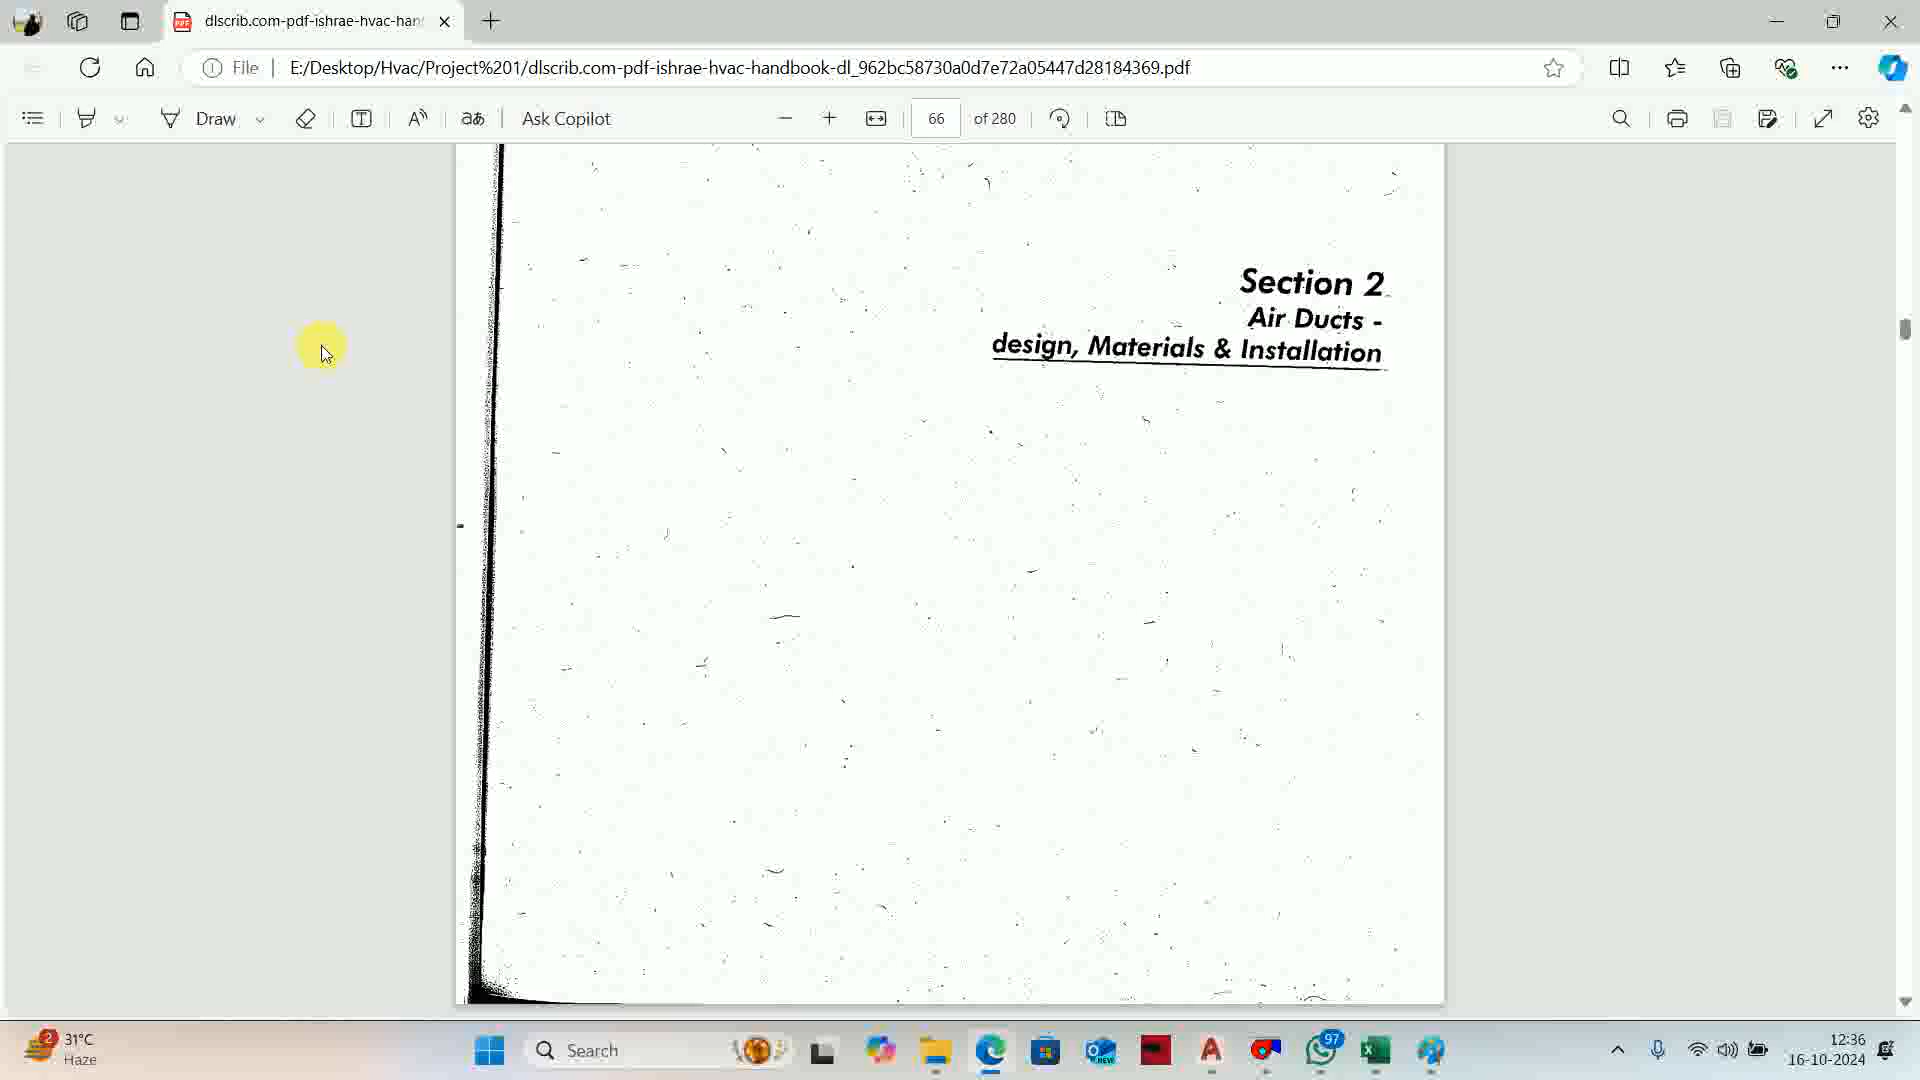 dlscrib.com-pdf-ishrae-hvac-han
File
E:/Desktop/Hvac/Project%201/dlscrib.com-pdf-ishrae-hvac-handbook-dl_962bc58730a0d7e72a05447d28184369.pdf
Draw
Ask Copilot
66 of 280
Section 2
Air Ducts -
design, Materials & Installation
2
31°C
Haze
Search
NEW
97
12:36
16-10-2024